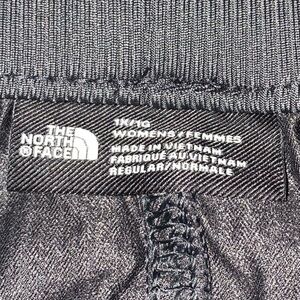 THE
NORTH
FACE
1X/1G
WOMENS/FEMMES
MADE IN VIETNAM
FABRIQUÉ AU VIETNAM
REGULAR/NORMALE